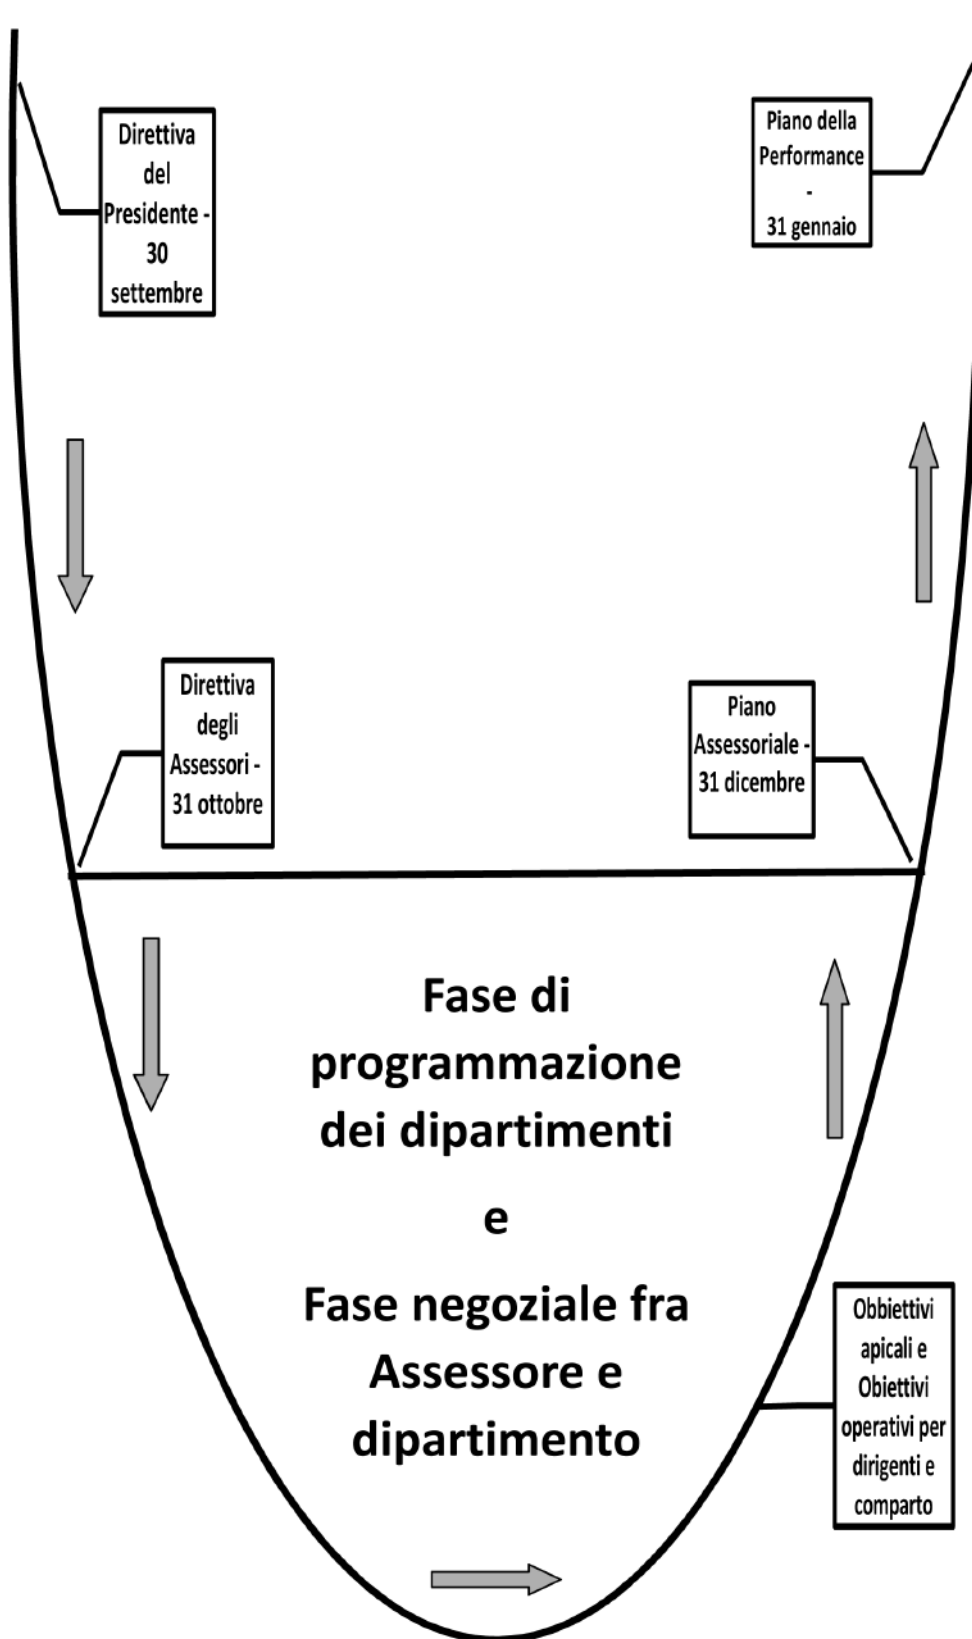 Direttiva
del
Presidente -
30
settembre
Piano della
Performance
-
31 gennaio
Direttiva
degli
Assessori -
31 ottobre
Piano
Assessoriale -
31 dicembre
Fase di
programmazione
dei dipartimenti
e
Fase negoziale fra
Assessore e
dipartimento
Obbiettivi
apicali e
Obiettivi
operativi per
dirigenti e
comparto